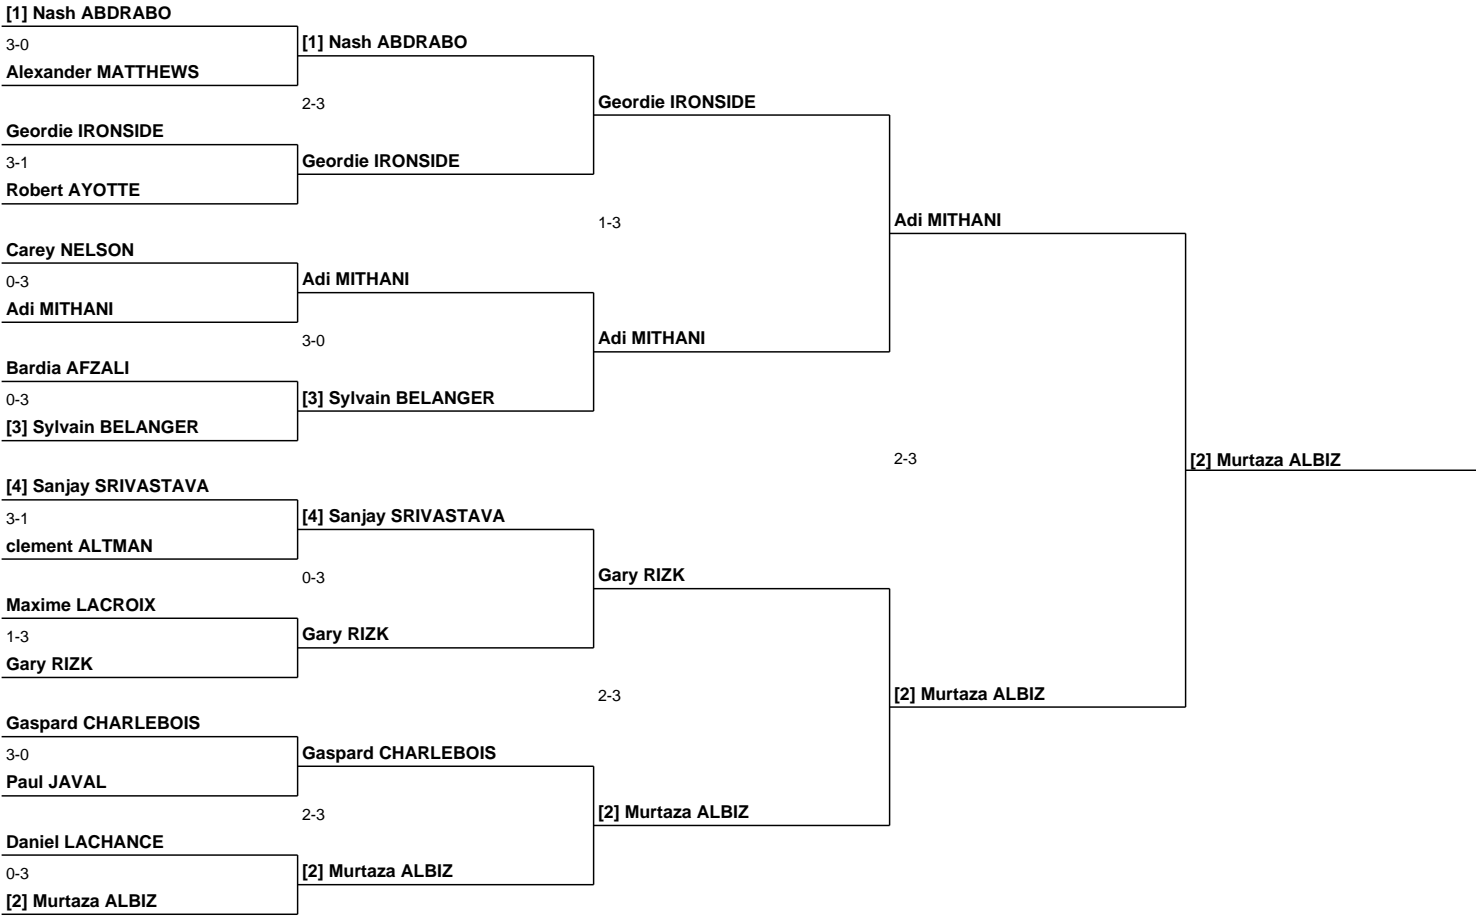 [1] Nash ABDRABO
3-0
Alexander MATTHEWS
Geordie IRONSIDE
3-1
Robert AYOTTE
Carey NELSON
0-3
Adi MITHANI
Bardia AFZALI
0-3
[3] Sylvain BELANGER
[4] Sanjay SRIVASTAVA
3-1
clement ALTMAN
Maxime LACROIX
1-3
Gary RIZK
Gaspard CHARLEBOIS
3-0
Paul JAVAL
Daniel LACHANCE
0-3
[2] Murtaza ALBIZ
[1] Nash ABDRABO
2-3
Geordie IRONSIDE
Adi MITHANI
3-0
[3] Sylvain BELANGER
[4] Sanjay SRIVASTAVA
0-3
Gary RIZK
Gaspard CHARLEBOIS
2-3
[2] Murtaza ALBIZ
Geordie IRONSIDE
1-3
Adi MITHANI
Gary RIZK
2-3
[2] Murtaza ALBIZ
Adi MITHANI
2-3
[2] Murtaza ALBIZ
[2] Murtaza ALBIZ